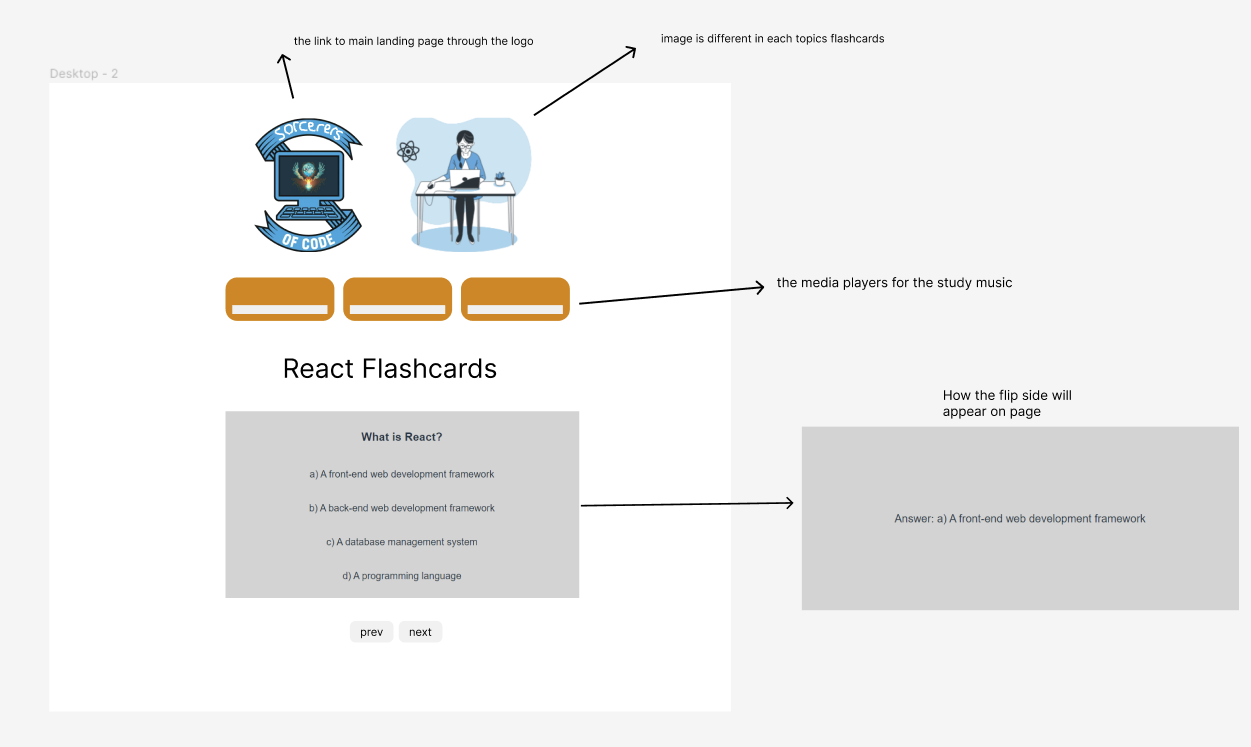 the link to main landing page through the logo
image is different in each topics flashcards
Desktop - 2
Sorcerers
OF CODE
the media players for the study music
React Flashcards
What is React?
a) A front-end web development framework
b) A back-end web development framework
c) A database management system
d) A programming language
prev
next
How the flip side will
appear on page
Answer: a) A front-end web development framework